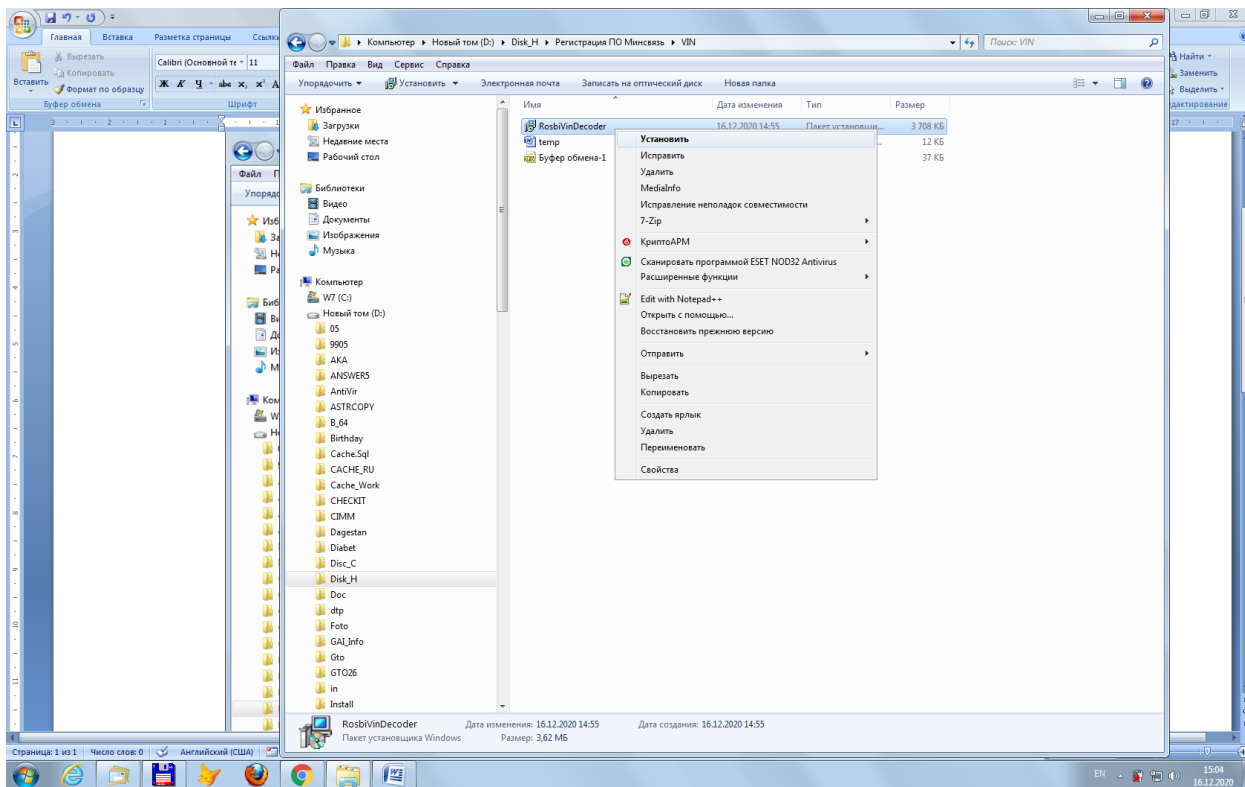 Главная Вставка Разметка страницы Ссылки
Вырезать
Копировать
Формат по образцу
Вставить
Буфер обмена
Calibri (Основной те 11
Ж К Ч abc x, x² A
Шрифт
Найти
Заменить
Выделить
Редактирование
Компьютер ▸ Новый том (D:) ▸ Disk_H ▸ Регистрация ПО Минсвязь ▸ VIN
Поиск: VIN
Файл Правка Вид Сервис Справка
Упорядочить Установить Электронная почта Записать на оптический диск Новая папка
Имя Дата изменения Тип Размер
RosbiVinDecoder 16.12.2020 14:55 Пакет установщи... 3 708 КБ
temp 12 КБ
Буфер обмена-1 37 КБ
Избранное
Загрузки
Недавние места
Рабочий стол
Библиотеки
Видео
Документы
Изображения
Музыка
Компьютер
W7 (C:)
Новый том (D:)
05
9905
AKA
ANSWER5
AntiVir
ASTRCOPY
B_64
Birthday
Cache.Sql
CACHE_RU
Cache_Work
CHECKIT
CIMM
Dagestan
Diabet
Disc_C
Disk_H
Doc
dtp
Foto
GAI_Info
Gto
GTO26
in
Install
Установить
Исправить
Удалить
MediaInfo
Исправление неполадок совместимости
7-Zip
КриптоАРМ
Сканировать программой ESET NOD32 Antivirus
Расширенные функции
Edit with Notepad++
Открыть с помощью...
Восстановить прежнюю версию
Отправить
Вырезать
Копировать
Создать ярлык
Удалить
Переименовать
Свойства
RosbiVinDecoder Дата изменения: 16.12.2020 14:55 Дата создания: 16.12.2020 14:55
Пакет установщика Windows Размер: 3,62 МБ
Страница: 1 из 1 Число слов: 0 Английский (США)
EN 15:04
16.12.2020